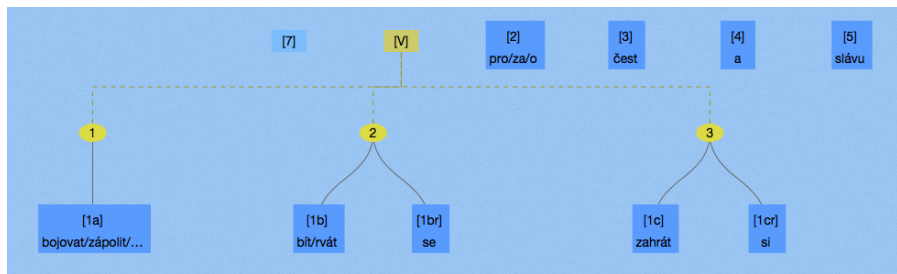 [7] [V] [2] [3] [4] [5]
pro/za/o čest a slávu
1 2 3
[1a] [1b] [1br] [1c] [1cr]
bojovat/zápolit/… bít/rvát se zahrát si